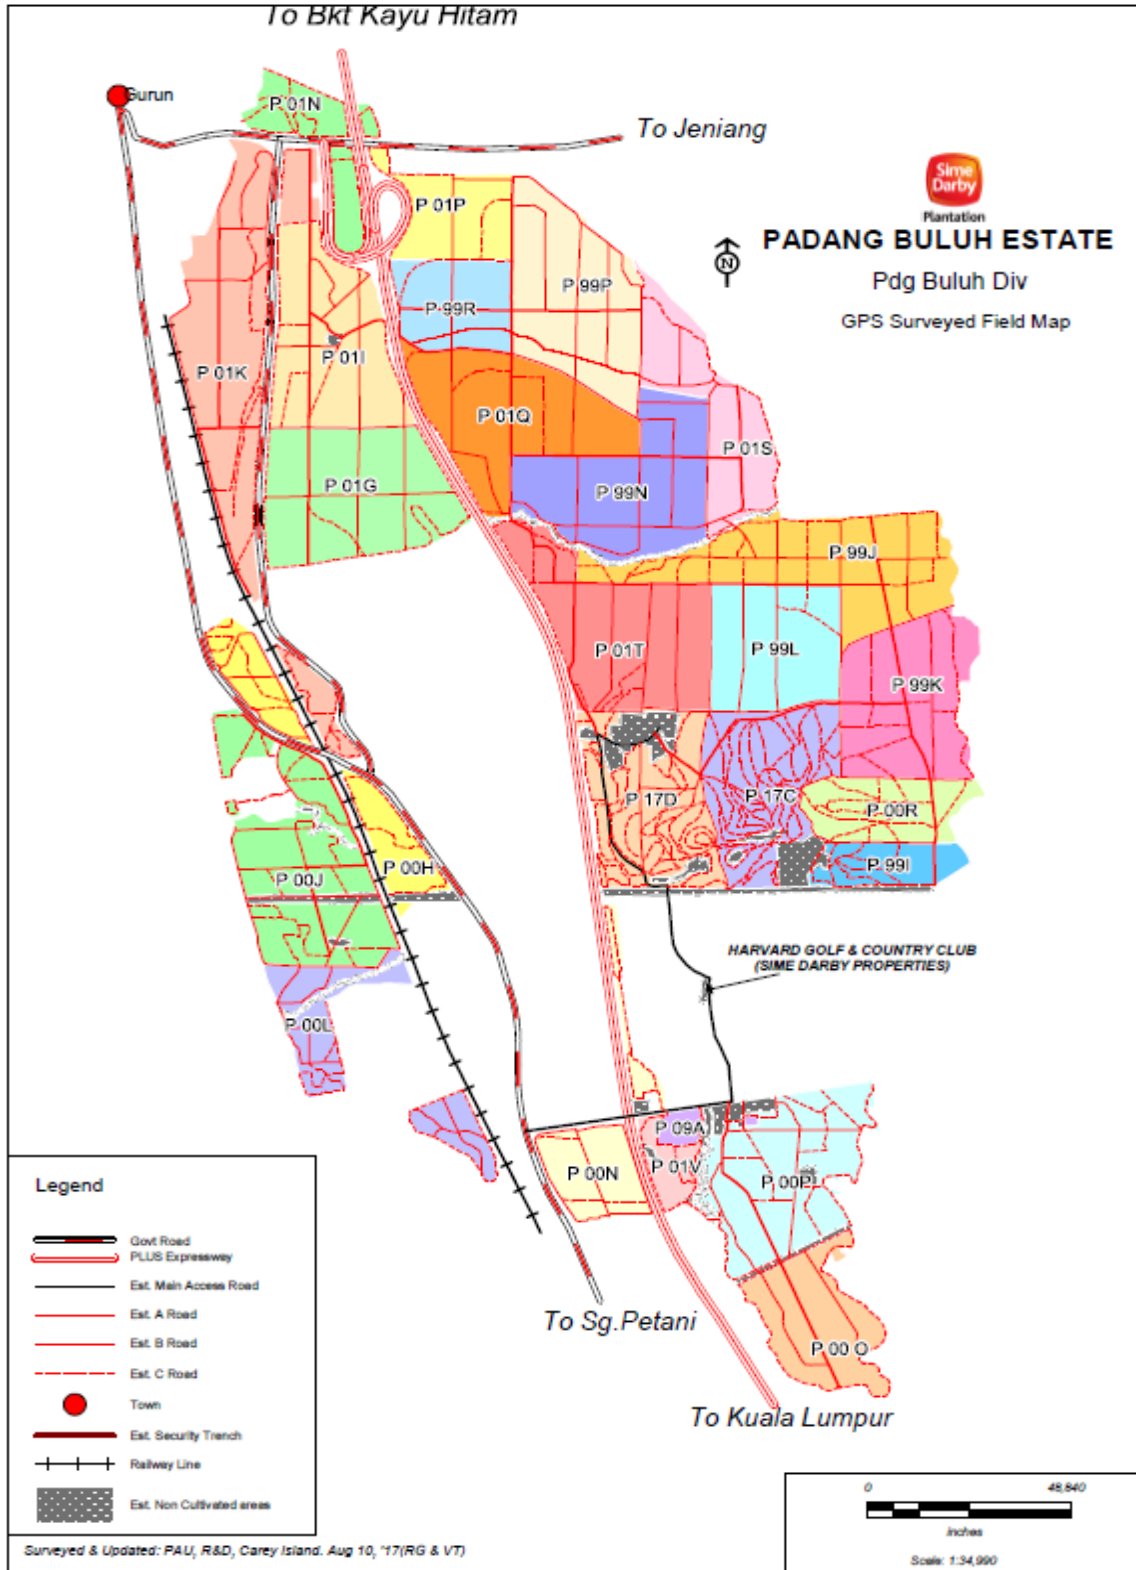 To Bkt Kayu Hitam
Gurun
P 01N
To Jeniang
Sime
Darby
Plantation
PADANG BULUH ESTATE
Pdg Buluh Div
GPS Surveyed Field Map
P 01P
P 99P
P 99R
P 01I
P 01K
P 01Q
P 01S
P 01G
P 99N
P 99J
P 01T
P 99L
P 99K
P 17D
P 17C
P 00R
P 99I
P 00H
P 00J
HARVARD GOLF & COUNTRY CLUB
(SIME DARBY PROPERTIES)
P 00L
P 09A
P 01V
P 00N
P 00P
P 00 O
To Sg.Petani
To Kuala Lumpur
N
Legend
Govt Road
PLUS Expressway
Est. Main Access Road
Est. A Road
Est. B Road
Est. C Road
Town
Est. Security Trench
Railway Line
Est. Non Cultivated areas
0 48,840
inches
Scale: 1:34,990
Surveyed & Updated: PAU, R&D, Carey Island. Aug 10, '17(RG & VT)